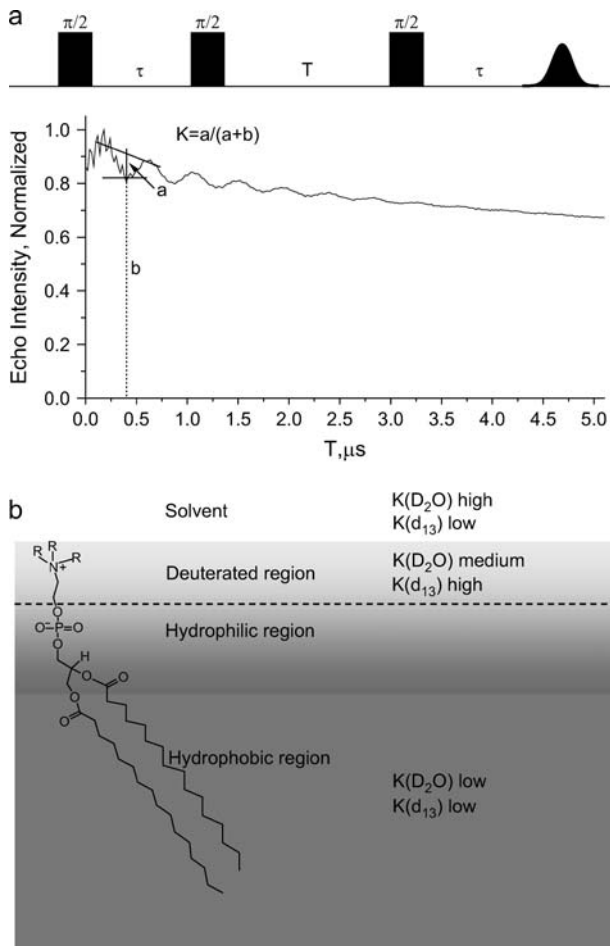 a
π/2 π/2 π/2
τ T τ
K=a/(a+b)
a
b
Echo Intensity, Normalized
1.0
0.8
0.6
0.4
0.2
0.0
0.0 0.5 1.0 1.5 2.0 2.5 3.0 3.5 4.0 4.5 5.0
T,μs
b
Solvent
K(D₂O) high
K(d₁₃) low
Deuterated region
K(D₂O) medium
K(d₁₃) high
Hydrophilic region
Hydrophobic region
K(D₂O) low
K(d₁₃) low
R R R
N+
O
O⁻ P=O
O
H
O O
O
O